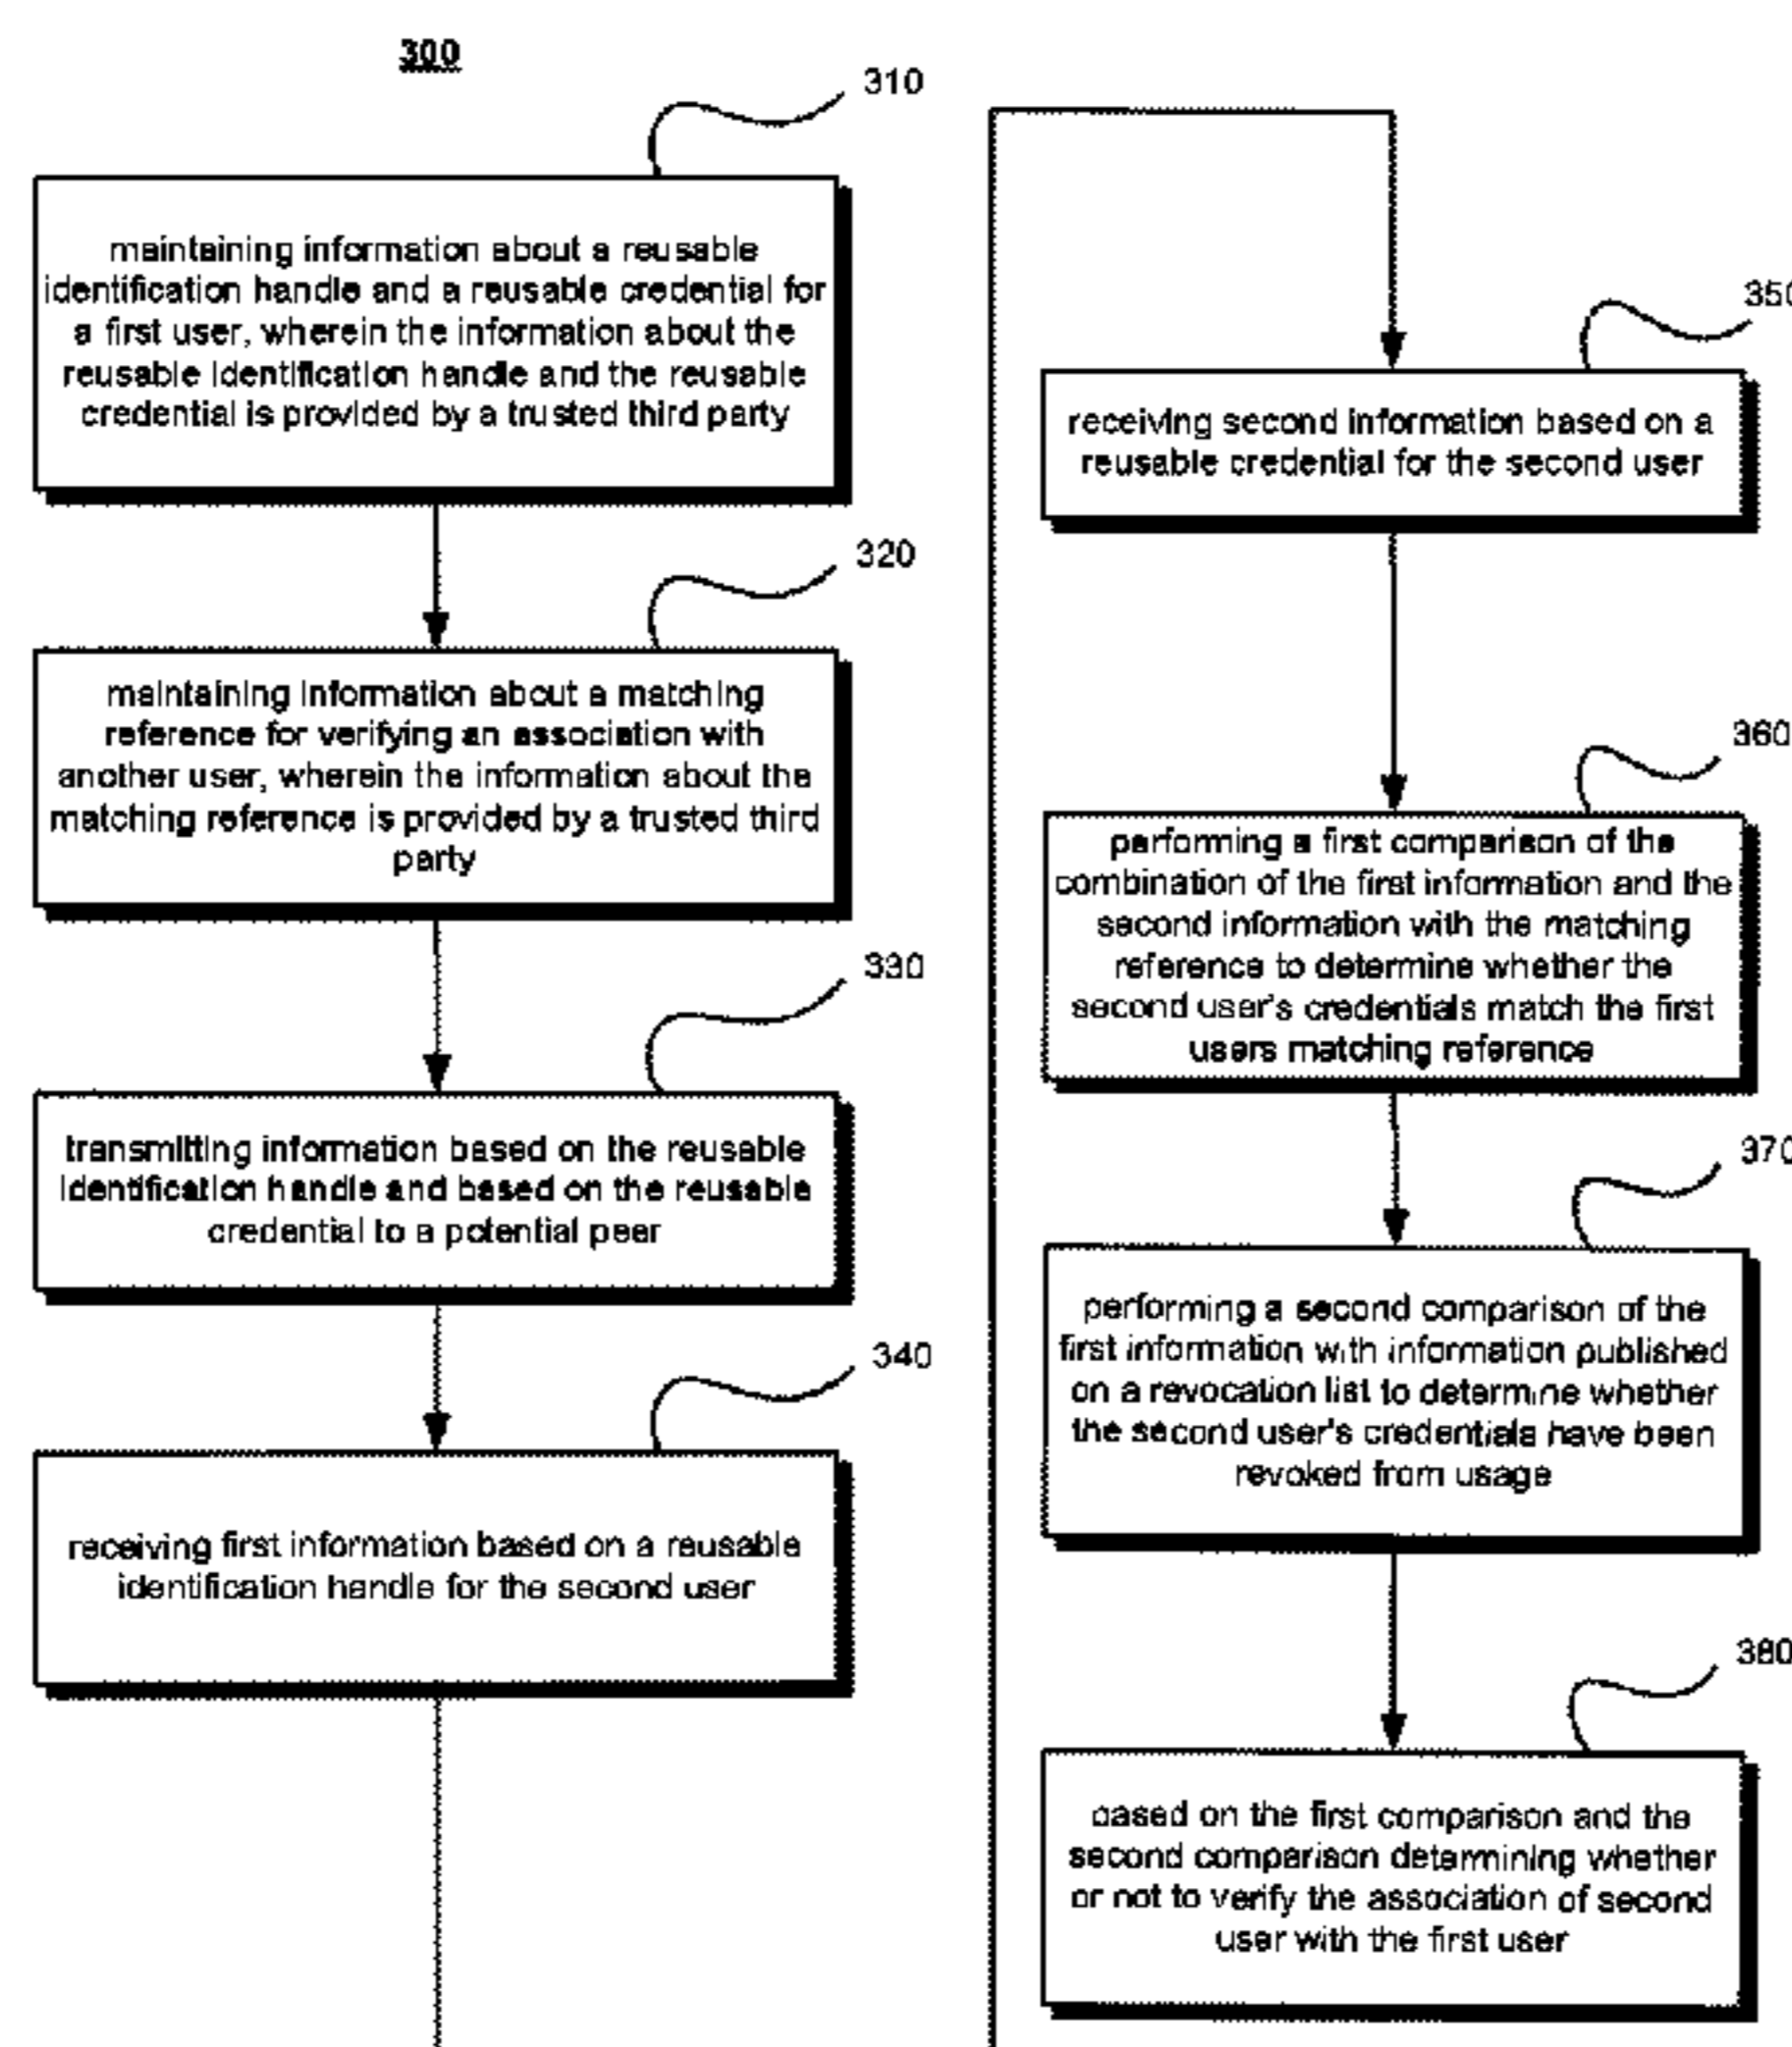 300
310
maintaining information about a reusable
identification handle and a reusable credential for
a first user, wherein the information about the
reusable identification handle and the reusable
credential is provided by a trusted third party
320
maintaining information about a matching
reference for verifying an association with
another user, wherein the information about the
matching reference is provided by a trusted third
party
330
transmitting information based on the reusable
identification handle and based on the reusable
credential to a potential peer
340
receiving first information based on a reusable
identification handle for the second user
350
receiving second information based on a
reusable credential for the second user
360
performing a first comparison of the
combination of the first information and the
second information with the matching
reference to determine whether the
second user's credentials match the first
users matching reference
370
performing a second comparison of the
first information with information published
on a revocation list to determine whether
the second user's credentials have been
revoked from usage
380
based on the first comparison and the
second comparison determining whether
or not to verify the association of second
user with the first user